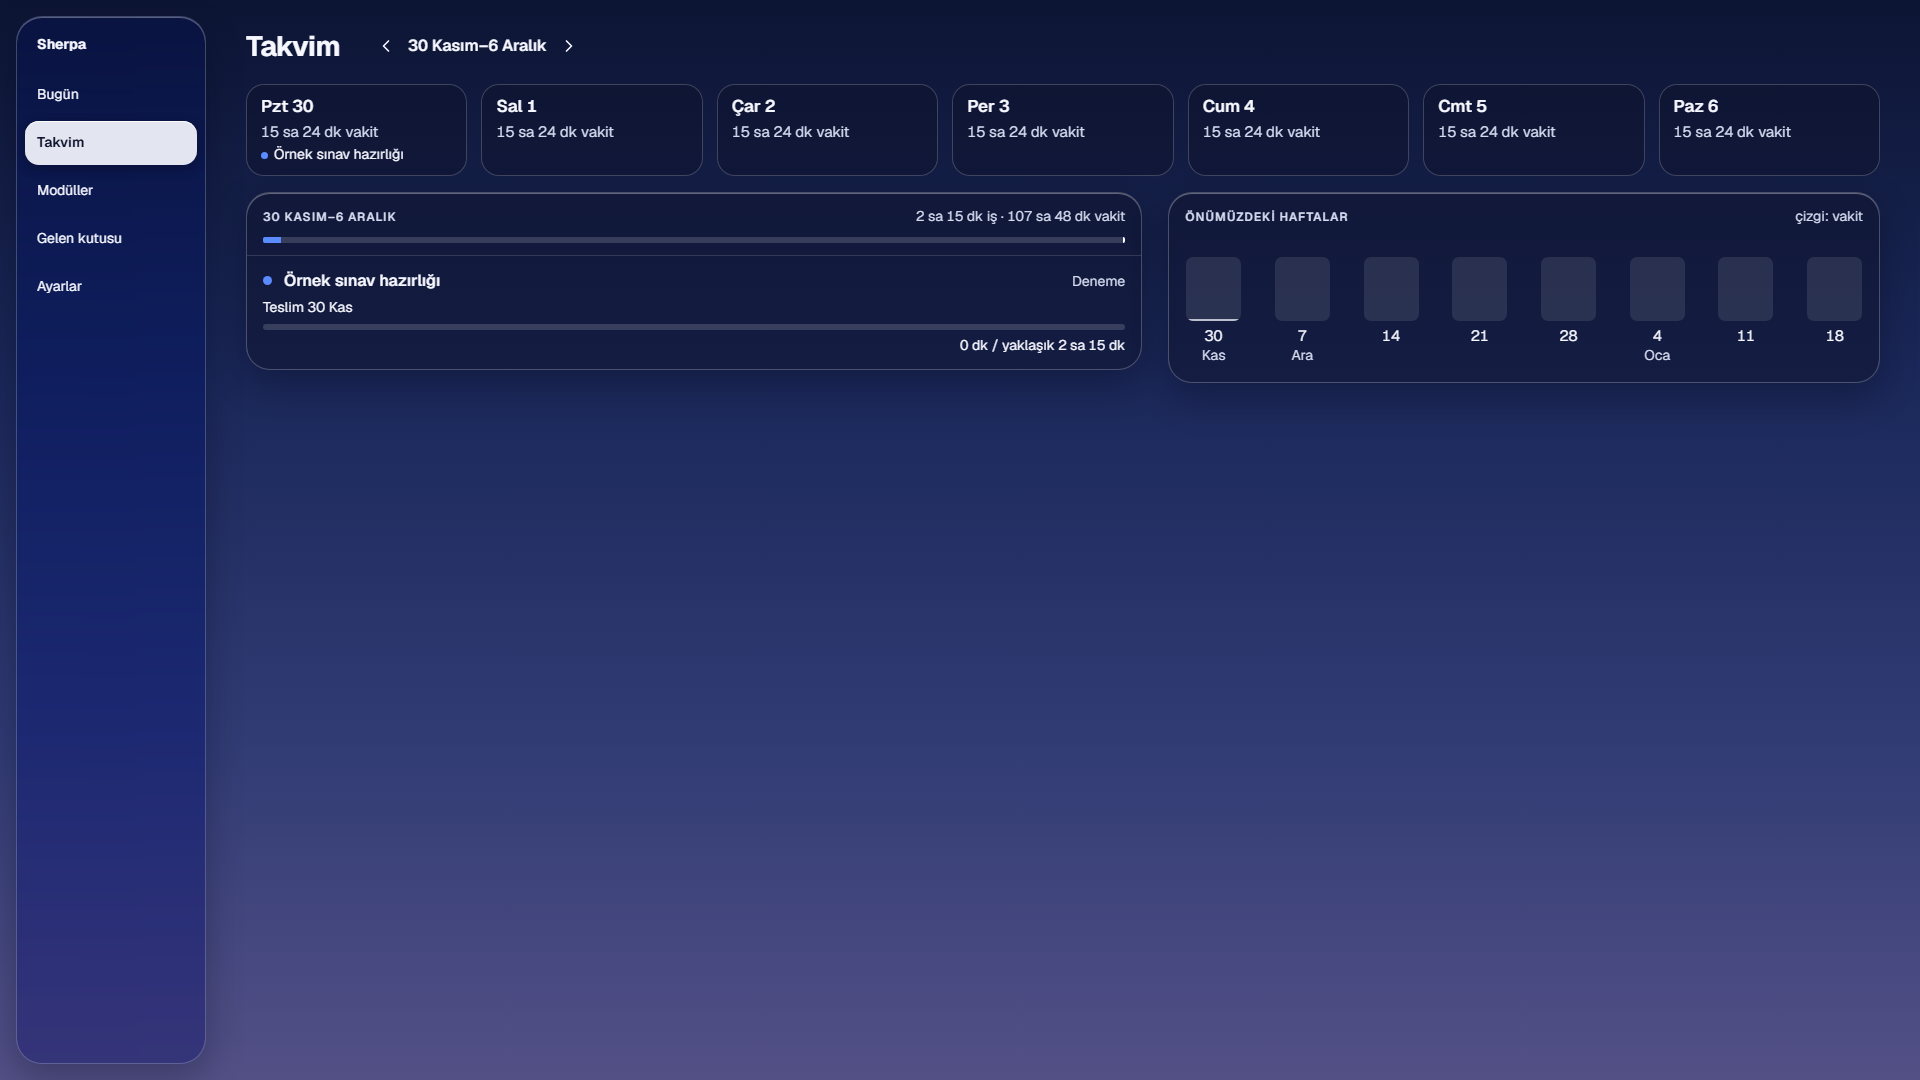 Sherpa
Bugün
Takvim
Modüller
Gelen kutusu
Ayarlar
Takvim
30 Kasım–6 Aralık
Pzt 30
15 sa 24 dk vakit
Örnek sınav hazırlığı
Sal 1
15 sa 24 dk vakit
Çar 2
15 sa 24 dk vakit
Per 3
15 sa 24 dk vakit
Cum 4
15 sa 24 dk vakit
Cmt 5
15 sa 24 dk vakit
Paz 6
15 sa 24 dk vakit
30 KASIM–6 ARALIK
2 sa 15 dk iş · 107 sa 48 dk vakit
Örnek sınav hazırlığı
Deneme
Teslim 30 Kas
0 dk / yaklaşık 2 sa 15 dk
ÖNÜMÜZDEKİ HAFTALAR
çizgi: vakit
30 7 14 21 28 4 11 18
Kas Ara Oca